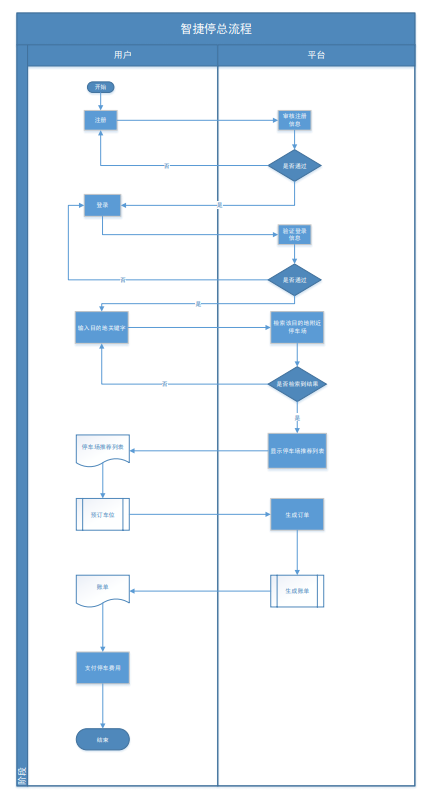 智捷停总流程
用户
平台
开始
注册
审核注册
信息
是否通过
否
是
登录
验证登录
信息
是否通过
否
是
输入目的地关键字
检索该目的地附近
停车场
是否检索到结果
否
是
停车场推荐列表
显示停车场推荐列表
预订车位
生成订单
账单
生成账单
支付停车费用
结束
阶段